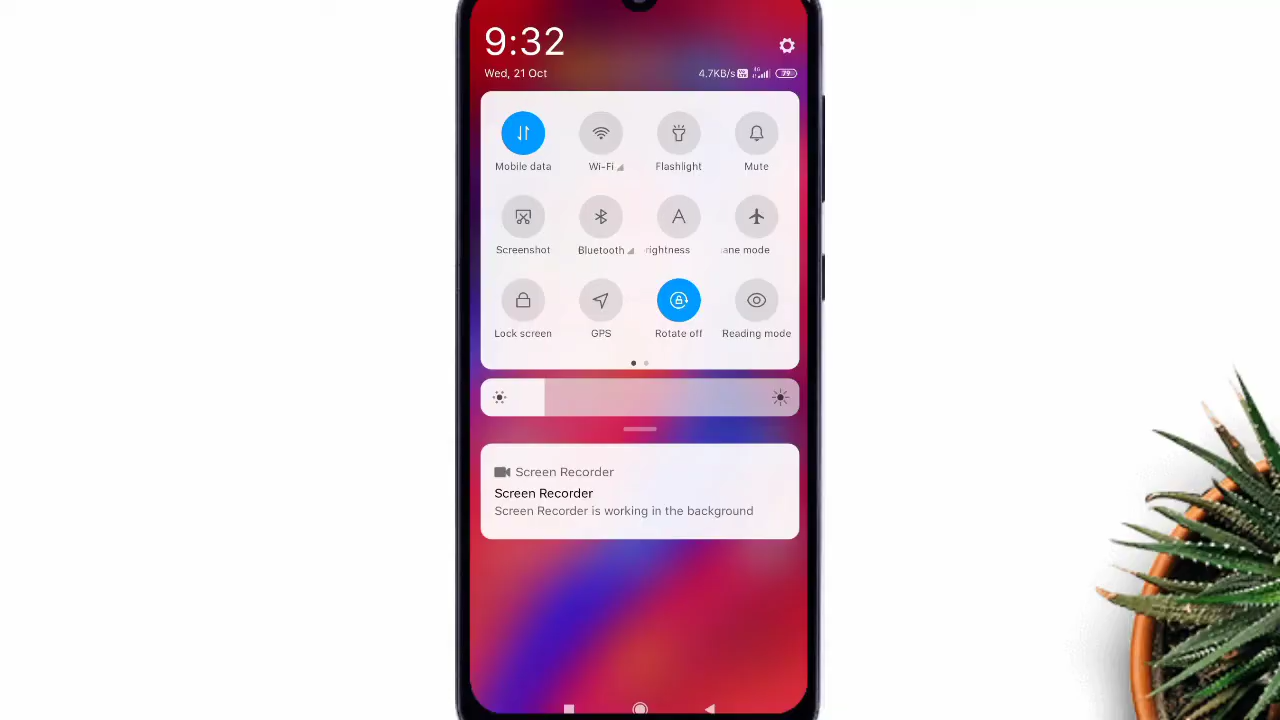 9:32
Wed, 21 Oct
4.7KB/s
79
Mobile data
Wi-Fi
Flashlight
Mute
Screenshot
Bluetooth
rightness
ane mode
Lock screen
GPS
Rotate off
Reading mode
Screen Recorder
Screen Recorder
Screen Recorder is working in the background